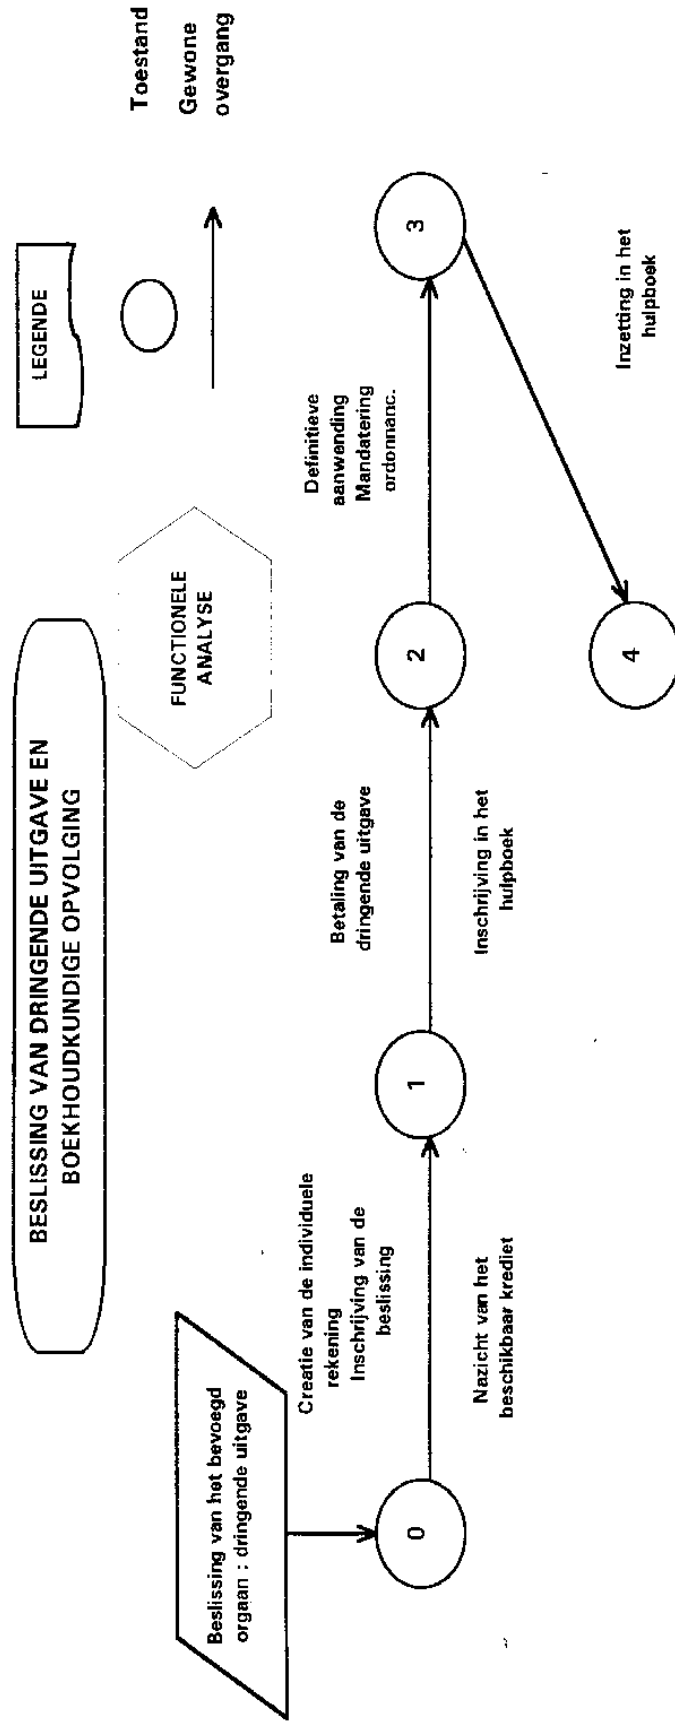 BESLISSING VAN DRINGENDE UITGAVE EN
BOEKHOUDKUNDIGE OPVOLGING
LEGENDE
FUNCTIONELE
ANALYSE
Toestand
Gewone
overgang
Beslissing van het bevoegd
orgaan : dringende uitgave
Creatie van de individuele
rekening
Inschrijving van de
beslissing
Betaling van de
dringende uitgave
Definitieve
aanwending
Mandatering
ordonnanc.
0
1
2
3
Nazicht van het
beschikbaar krediet
Inschrijving in het
hulpboek
Inzetting in het
hulpboek
4